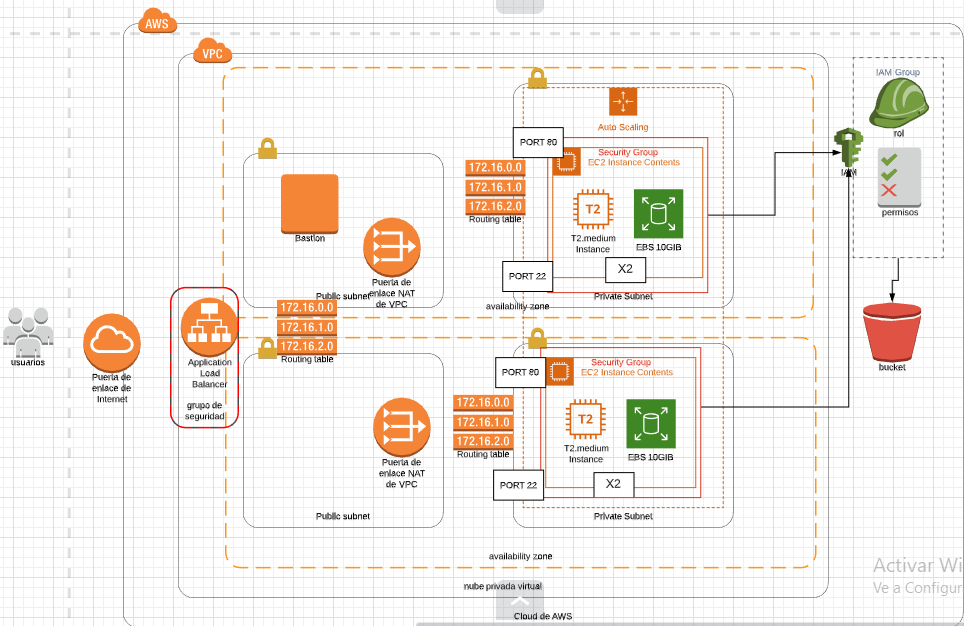 AWS
VPC
IAM Group
rol
IAM
permisos
bucket
Auto Scaling
PORT 80
Security Group
EC2 Instance Contents
172.16.0.0
172.16.1.0
172.16.2.0
Routing table
T2
T2.medium
Instance
EBS 10GIB
X2
PORT 22
Private Subnet
availability zone
Bastion
Puerta de
enlace NAT
de VPC
Public subnet
172.16.0.0
172.16.1.0
172.16.2.0
Routing table
usuarios
Puerta de
enlace de
Internet
Application
Load
Balancer
grupo de
seguridad
PORT 80
Security Group
EC2 Instance Contents
172.16.0.0
172.16.1.0
172.16.2.0
Routing table
T2
T2.medium
Instance
EBS 10GIB
X2
PORT 22
Private Subnet
Puerta de
enlace NAT
de VPC
Public subnet
availability zone
nube privada virtual
Cloud de AWS
Activar Wi
Ve a Configur